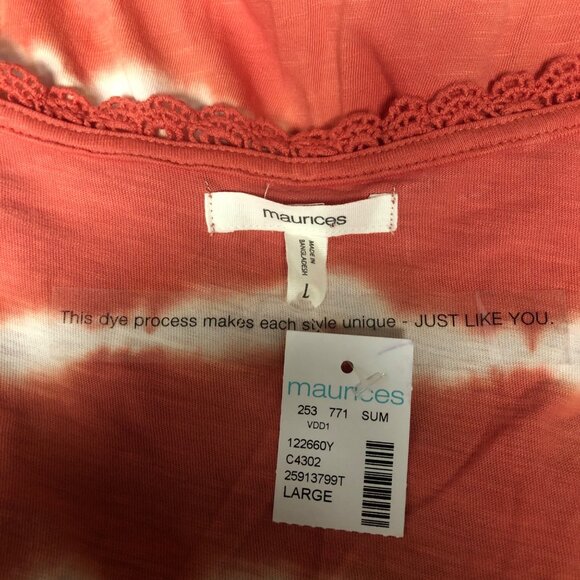 maurices
MADE IN
BANGLADESH
L
This dye process makes each style unique - JUST LIKE YOU.
maurices
253 771 SUM
VDD1
122660Y
C4302
25913799T
LARGE